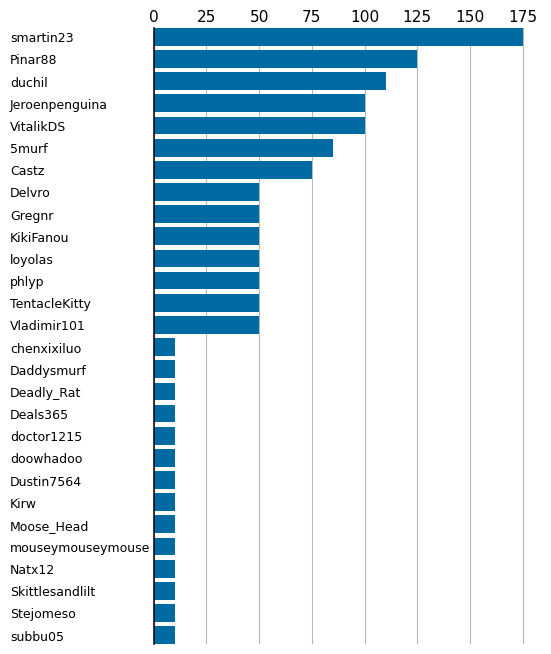 0 25 50 75 100 125 150 175
smartin23
Pinar88
duchil
Jeroenpenguina
VitalikDS
5murf
Castz
Delvro
Gregnr
KikiFanou
loyolas
phlyp
TentacleKitty
Vladimir101
chenxixiluo
Daddysmurf
Deadly_Rat
Deals365
doctor1215
doowhadoo
Dustin7564
Kirw
Moose_Head
mouseymouseymouse
Natx12
Skittlesandlilt
Stejomeso
subbu05